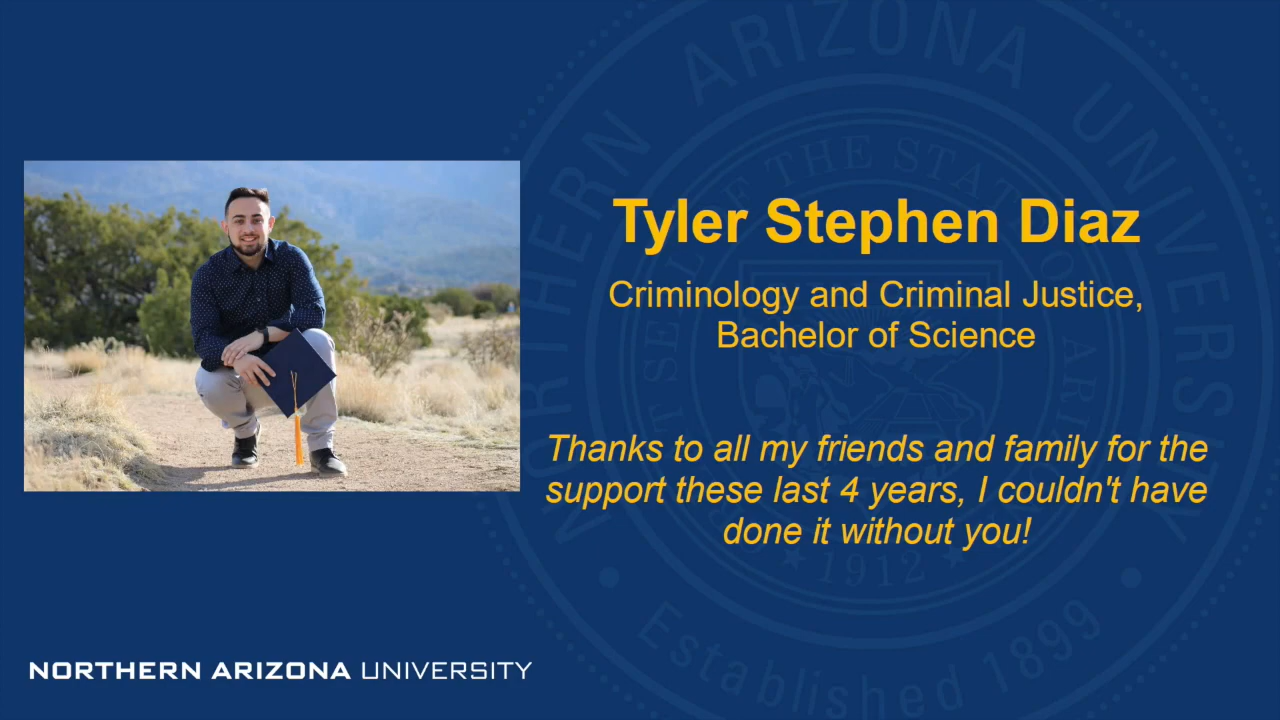 Tyler Stephen Diaz
Criminology and Criminal Justice,
Bachelor of Science
Thanks to all my friends and family for the
support these last 4 years, I couldn't have
done it without you!
NORTHERN ARIZONA UNIVERSITY
NORTHERN ARIZONA UNIVERSITY
Established 1899
1912